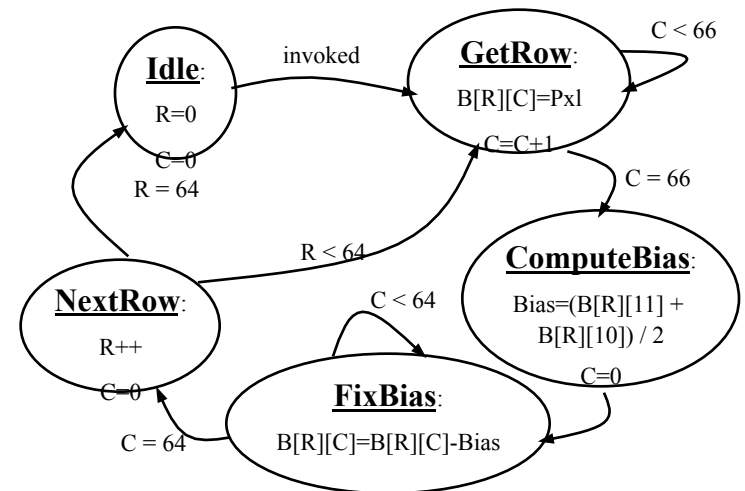 Idle:
R=0
C=0
invoked
GetRow:
B[R][C]=Pxl
C=C+1
C < 66
R = 64
C = 66
R < 64
ComputeBias:
Bias=(B[R][11] +
B[R][10]) / 2
C=0
NextRow:
R++
C=0
C < 64
FixBias:
B[R][C]=B[R][C]-Bias
C = 64